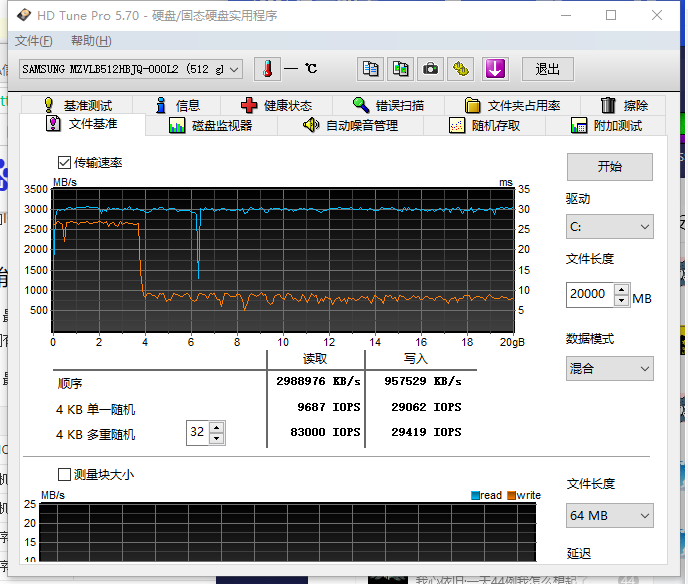 HD Tune Pro 5.70 - 硬盘/固态硬盘实用程序
文件(F) 帮助(H)
SAMSUNG MZVLB512HBJQ-000L2 (512 g
— ℃
退出
基准测试 信息 健康状态 错误扫描 文件夹占用率 擦除
文件基准 磁盘监视器 自动噪音管理 随机存取 附加测试
传输速率
开始
MB/s ms
3500 35
3000 30
2500 25
2000 20
1500 15
1000 10
500 5
0 2 4 6 8 10 12 14 16 18 20gB
驱动
C:
文件长度
20000 MB
数据模式
混合
读取 写入
顺序 2988976 KB/s 957529 KB/s
4 KB 单一随机 9687 IOPS 29062 IOPS
4 KB 多重随机 32 83000 IOPS 29419 IOPS
测量块大小
MB/s read write
25
20
15
10
文件长度
64 MB
延迟